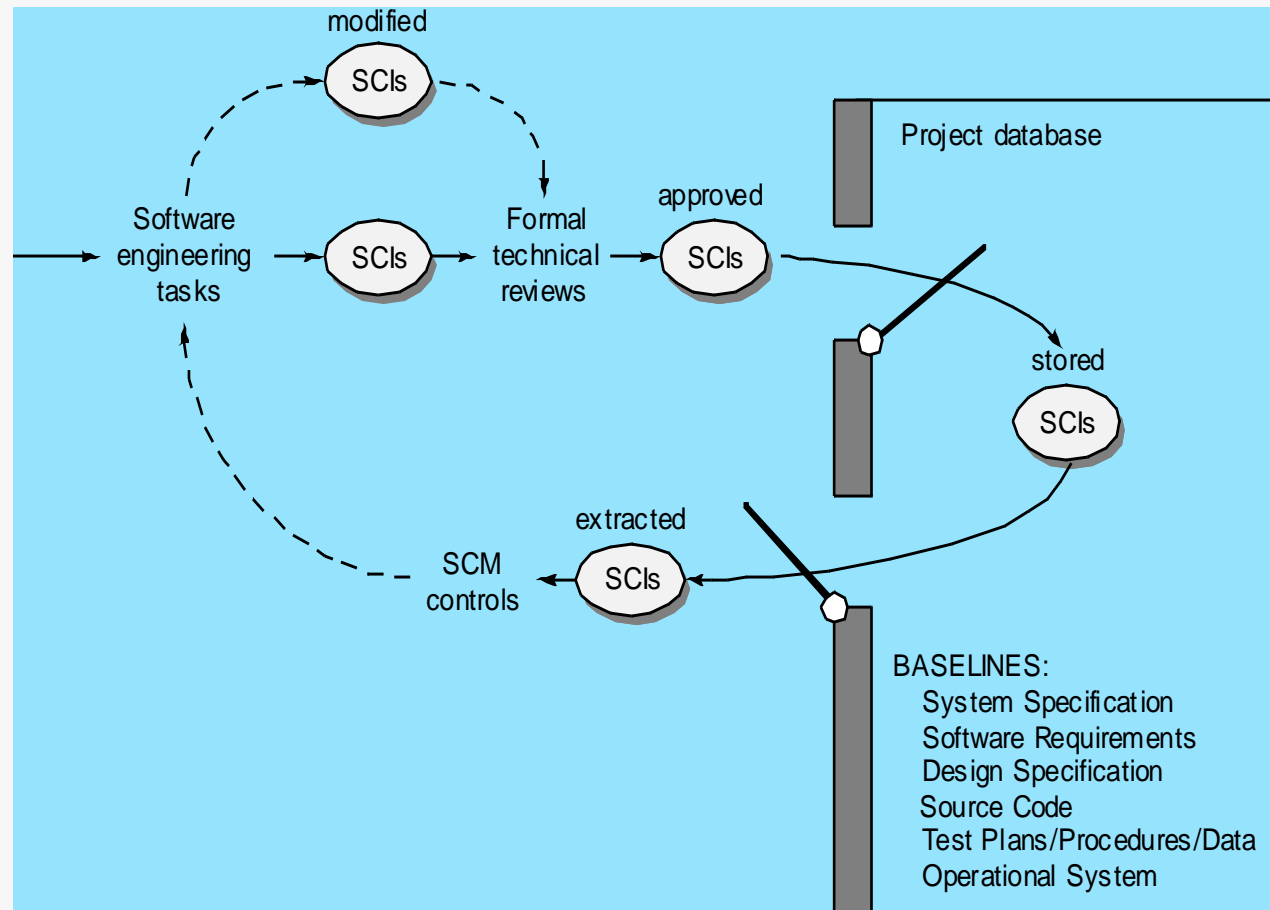 modified
SCIs
Project database
Software
engineering
tasks
SCIs
Formal
technical
reviews
approved
SCIs
stored
SCIs
extracted
SCIs
SCM
controls
BASELINES:
System Specification
Software Requirements
Design Specification
Source Code
Test Plans/Procedures/Data
Operational System